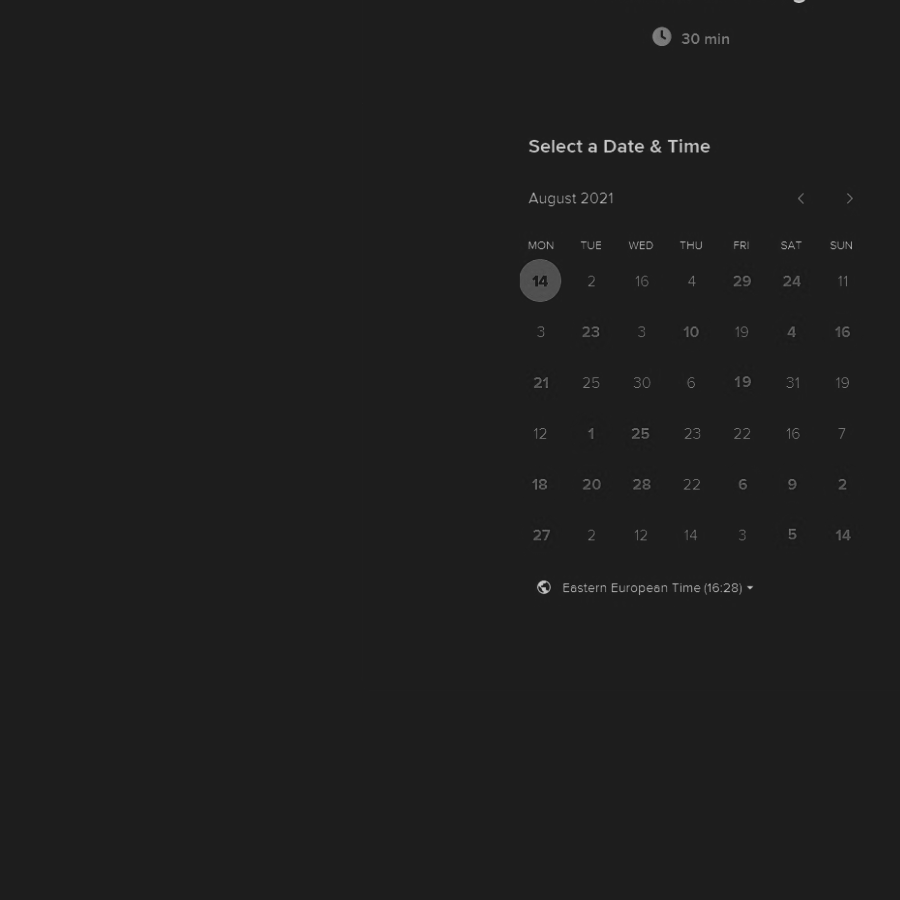 30 min
Select a Date & Time
August 2021
MON TUE WED THU FRI SAT SUN
14 2 16 4 29 24 11
3 23 3 10 19 4 16
21 25 30 6 19 31 19
12 1 25 23 22 16 7
18 20 28 22 6 9 2
27 2 12 14 3 5 14
Eastern European Time (16:28)